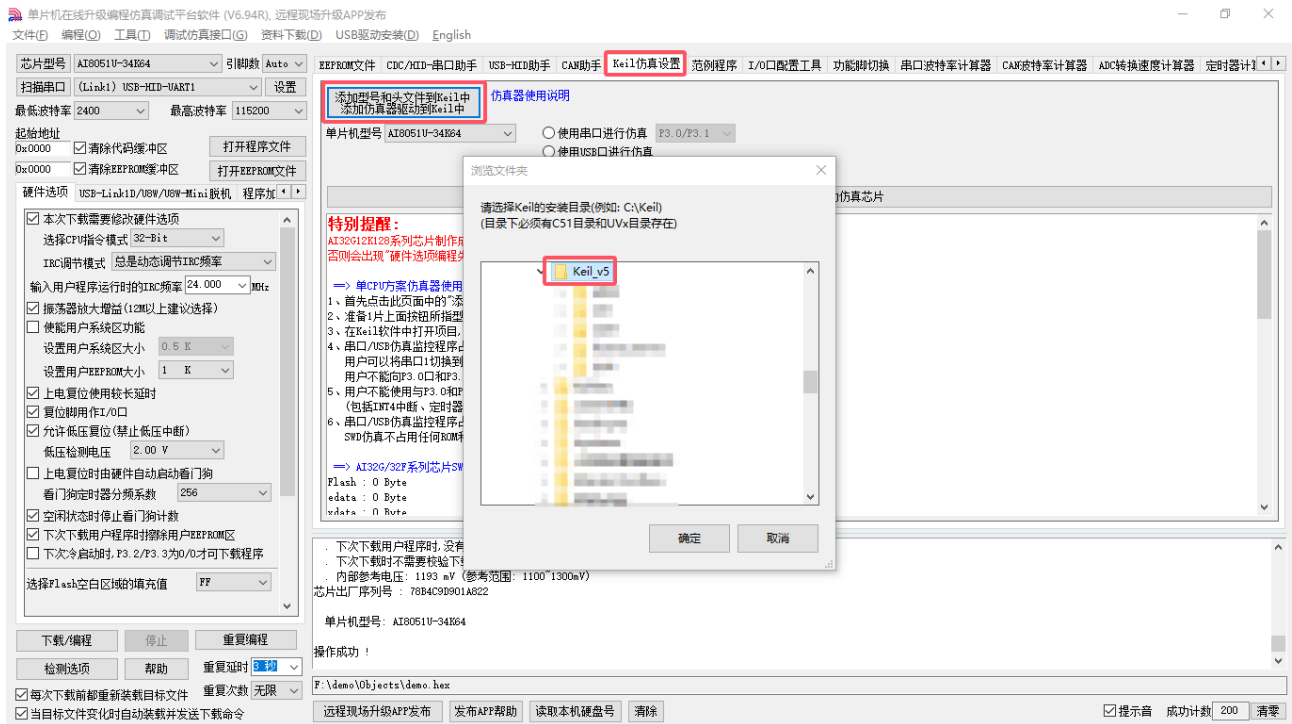 单片机在线升级编程仿真调试平台软件 (V6.94R), 远程现场升级APP发布
文件(F) 编程(O) 工具(T) 调试仿真接口(G) 资料下载(D) USB驱动安装(D) English
芯片型号 AI8051U-34K64 引脚数 Auto
扫描串口 (Link1) USB-HID-UART1 设置
最低波特率 2400 最高波特率 115200
起始地址
0x0000 清除代码缓冲区 打开程序文件
0x0000 清除EEPROM缓冲区 打开EEPROM文件
硬件选项 USB-Link1D/U8W/U8W-Mini脱机 程序加
本次下载需要修改硬件选项
选择CPU指令模式 32-Bit
IRC调节模式 总是动态调节IRC频率
输入用户程序运行时的IRC频率 24.000 MHz
振荡器放大增益(12M以上建议选择)
使能用户系统区功能
设置用户系统区大小 0.5 K
设置用户EEPROM大小 1 K
上电复位使用较长延时
复位脚用作I/O口
允许低压复位(禁止低压中断)
低压检测电压 2.00 V
上电复位时由硬件自动启动看门狗
看门狗定时器分频系数 256
空闲状态时停止看门狗计数
下次下载用户程序时擦除用户EEPROM区
下次冷启动时,P3.2/P3.3为0/0才可下载程序
选择Flash空白区域的填充值 FF
下载/编程 停止 重复编程
检测选项 帮助 重复延时 3 秒
每次下载前都重新装载目标文件 重复次数 无限
当目标文件变化时自动装载并发送下载命令
EEPROM文件 CDC/HID-串口助手 USB-HID助手 CAN助手 Keil仿真设置 范例程序 I/O口配置工具 功能脚切换 串口波特率计算器 CAN波特率计算器 ADC转换速度计算器 定时器计
添加型号和头文件到Keil中
添加仿真器驱动到Keil中
仿真器使用说明
单片机型号 AI8051U-34K64 使用串口进行仿真 P3.0/P3.1
使用USB口进行仿真
仿真芯片
特别提醒：
AI32G12K128系列芯片制作
否则会出现"硬件选项编程
==> 单CPU方案仿真器使用
1、首先点击此页面中的"添
2、准备1片上面按钮所指型
3、在Keil软件中打开项目,
4、串口/USB仿真监控程序占
用户可以将串口1切换到
用户不能向P3.0口和P3.
5、用户不能使用与P3.0和P
(包括INT4中断、定时器
6、串口/USB仿真监控程序占
SWD仿真不占用任何ROM和
==> AI32G/32F系列芯片SW
Flash : 0 Byte
edata : 0 Byte
xdata : 0 Byte
浏览文件夹
请选择Keil的安装目录(例如: C:\Keil)
(目录下必须有C51目录和UVx目录存在)
Keil_v5
确定 取消
. 下次下载用户程序时,没有
. 下次下载时不需要校验下
. 内部参考电压: 1193 mV (参考范围: 1100~1300mV)
芯片出厂序列号 : 78B4C9D901A822
单片机型号: AI8051U-34K64
操作成功 !
F:\demo\Objects\demo.hex
远程现场升级APP发布 发布APP帮助 读取本机硬盘号 清除 提示音 成功计数 200 清零